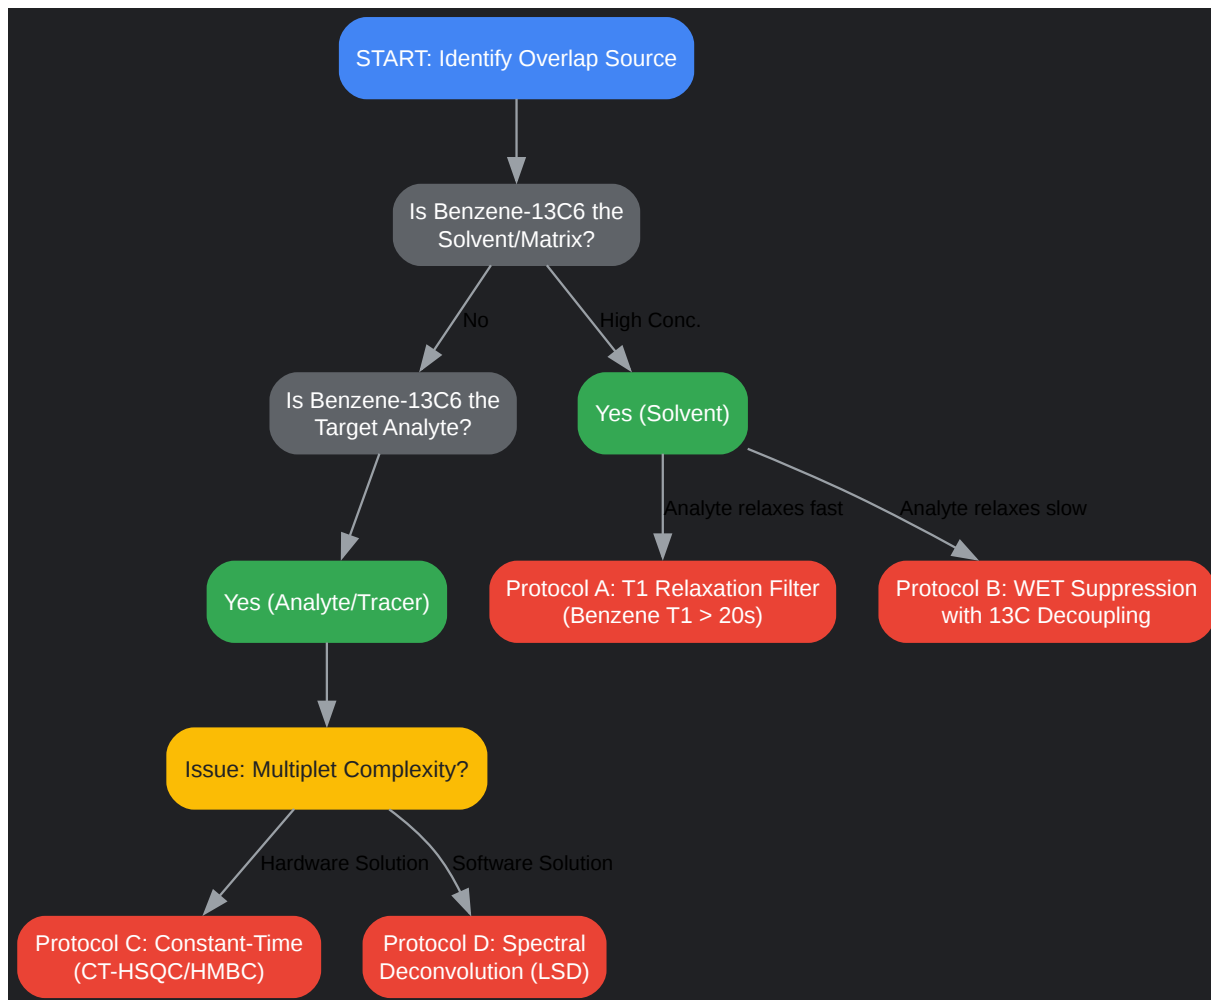 START: Identify Overlap Source
Is Benzene-13C6 the
Solvent/Matrix?
No
High Conc.
Is Benzene-13C6 the
Target Analyte?
Yes (Solvent)
Analyte relaxes fast
Analyte relaxes slow
Yes (Analyte/Tracer)
Protocol A: T1 Relaxation Filter
(Benzene T1 > 20s)
Protocol B: WET Suppression
with 13C Decoupling
Issue: Multiplet Complexity?
Hardware Solution
Software Solution
Protocol C: Constant-Time
(CT-HSQC/HMBC)
Protocol D: Spectral
Deconvolution (LSD)